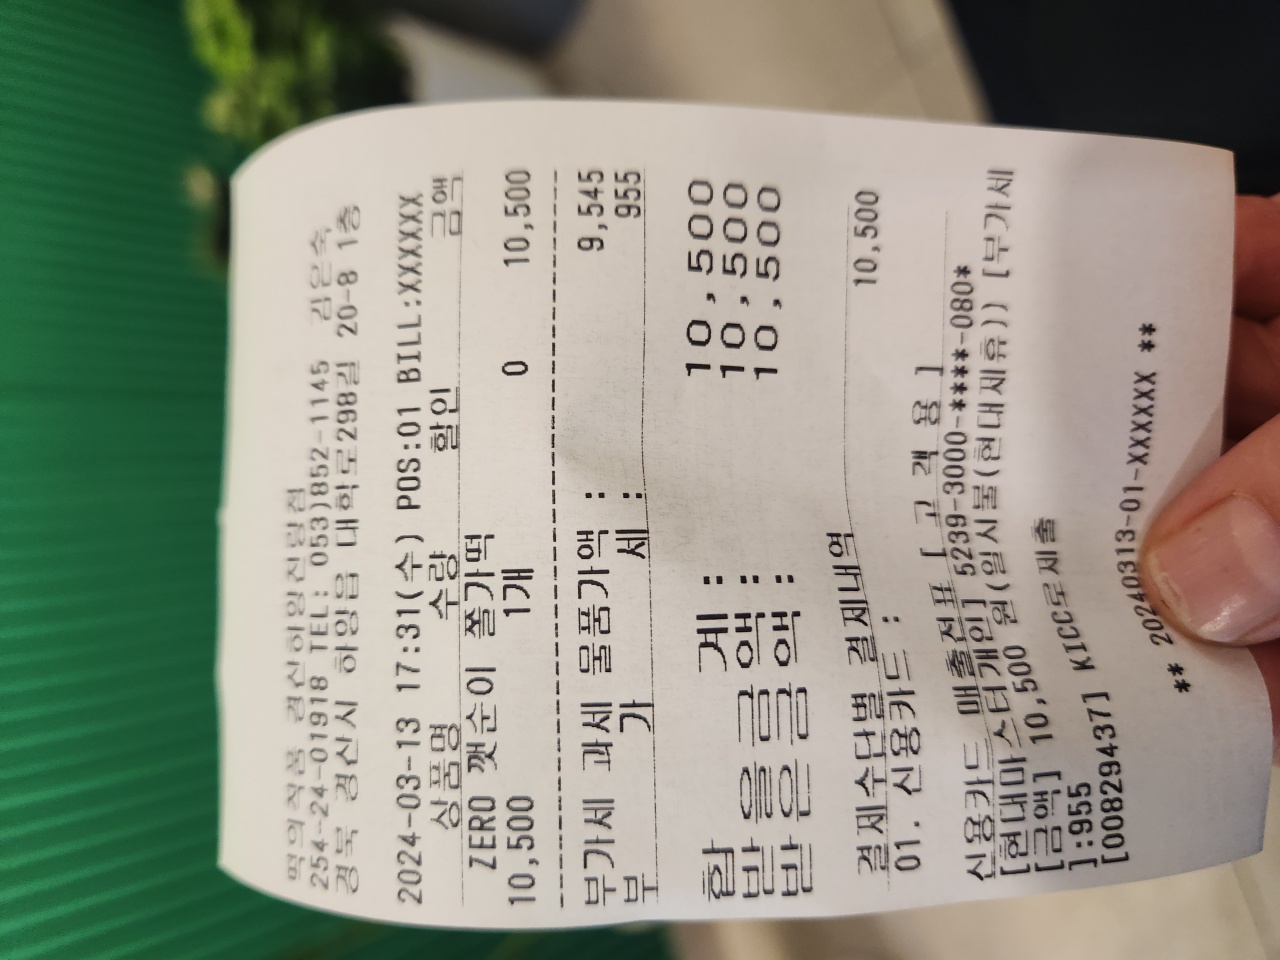 떡의작품 경산하양진량점
254-24-01918 TEL: 053)852-1145 김은숙
경북 경산시 하양읍 대학로298길 20-8 1층
2024-03-13 17:31(수) POS:01 BILL:XXXXXX
상품명 수량 할인 금액
ZERO 깻순이 쫄가떡
10,500 1개 0 10,500
부가세 과세 물품가액 : 9,545
부 가 세 : 955
합 계 : 10,500
받을금액 : 10,500
받은금액 : 10,500
결제수단별 결제내역
01. 신용카드 : 10,500
신용카드 매출전표 [ 고 객 용 ]
[현대마스터개인] 5239-3000-****-080*
[금액] 10,500 원(일시불(현대제휴)) [부가세
]:955
[008294437] KICC로제출
** 20240313-01-XXXXX **